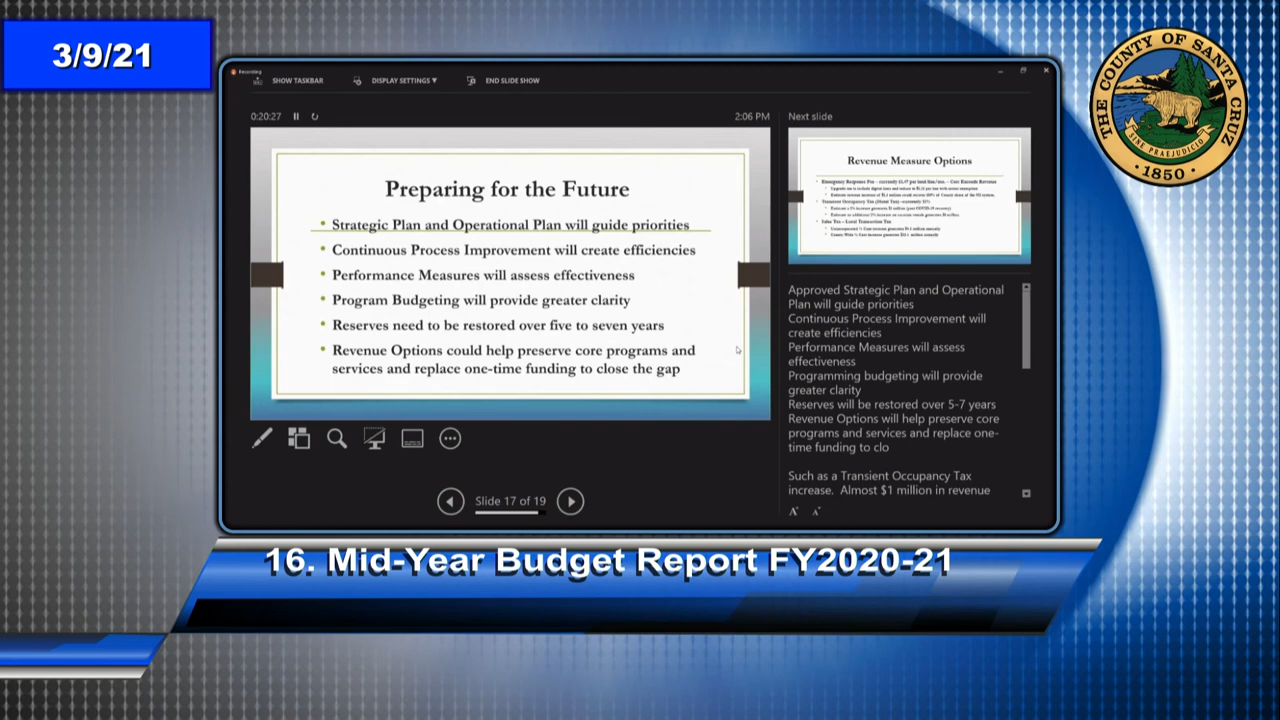 3/9/21
THE COUNTY OF SANTA CRUZ
SINE PRAEJUDICIO
• 1850 •
Recording
SHOW TASKBAR
DISPLAY SETTINGS ▼
END SLIDE SHOW
0:20:27
2:06 PM
Preparing for the Future
• Strategic Plan and Operational Plan will guide priorities
• Continuous Process Improvement will create efficiencies
• Performance Measures will assess effectiveness
• Program Budgeting will provide greater clarity
• Reserves need to be restored over five to seven years
• Revenue Options could help preserve core programs and
services and replace one-time funding to close the gap
Slide 17 of 19
Next slide
Revenue Measure Options
Approved Strategic Plan and Operational
Plan will guide priorities
Continuous Process Improvement will
create efficiencies
Performance Measures will assess
effectiveness
Programming budgeting will provide
greater clarity
Reserves will be restored over 5-7 years
Revenue Options will help preserve core
programs and services and replace one-
time funding to clo
Such as a Transient Occupancy Tax
increase. Almost $1 million in revenue
A A
16. Mid-Year Budget Report FY2020-21